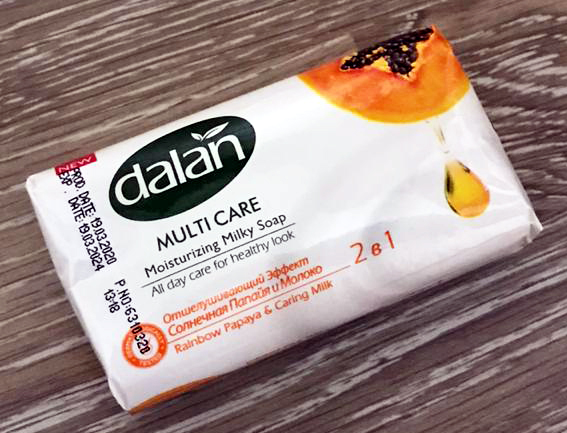 NEW
dalan
MULTI CARE
Moisturizing Milky Soap
All day care for healthy look
Отшелушивающий Эффект
Солнечная Папайя и Молоко
2 в 1
Rainbow Papaya & Caring Milk
PROD. DATE: 19.03.2020
EXP. DATE: 19.03.2024
P.NO:6310320
13:18